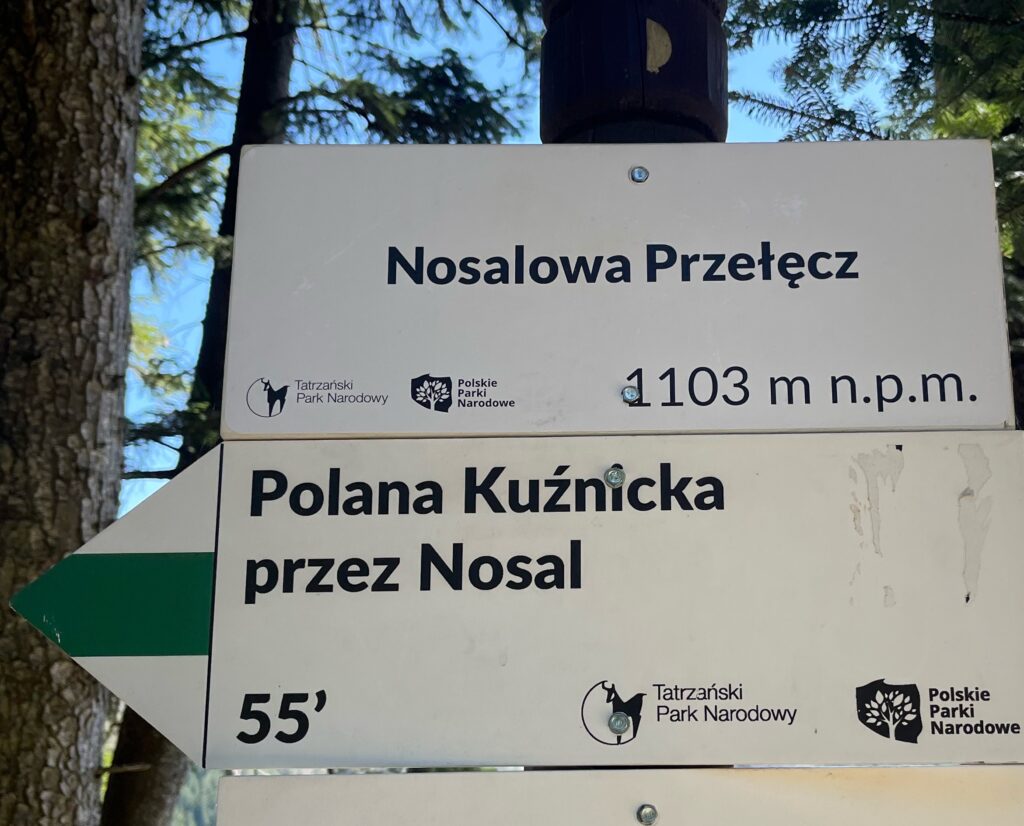 Nosalowa Przełęcz
Tatrzański
Park Narodowy
Polskie
Parki
Narodowe
1103 m n.p.m.
Polana Kuźnicka
przez Nosal
55’
Tatrzański
Park Narodowy
Polskie
Parki
Narodowe